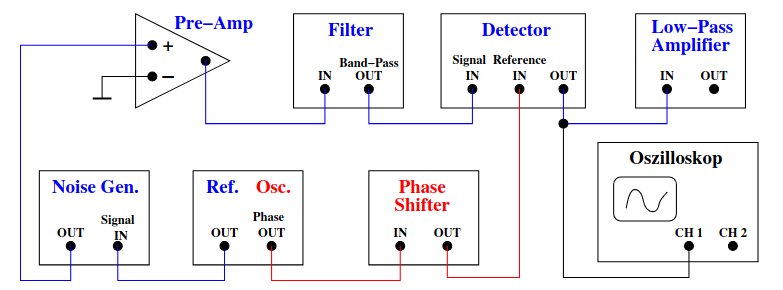 Pre-Amp
+
−
Filter
Band-Pass
IN OUT
Detector
Signal Reference
IN IN OUT
Low-Pass
Amplifier
IN OUT
Oszilloskop
CH 1 CH 2
Noise Gen.
Signal
OUT IN
Ref. Osc.
Phase
OUT OUT
Phase
Shifter
IN OUT